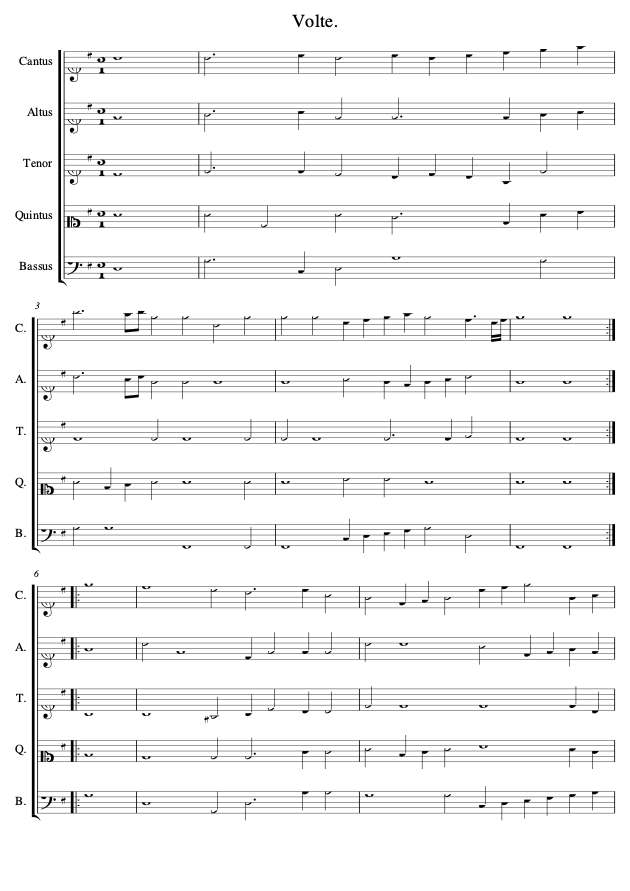 Volte.
Cantus
Altus
Tenor
Quintus
Bassus
3
C.
A.
T.
Q.
B.
6
C.
A.
T.
Q.
B.